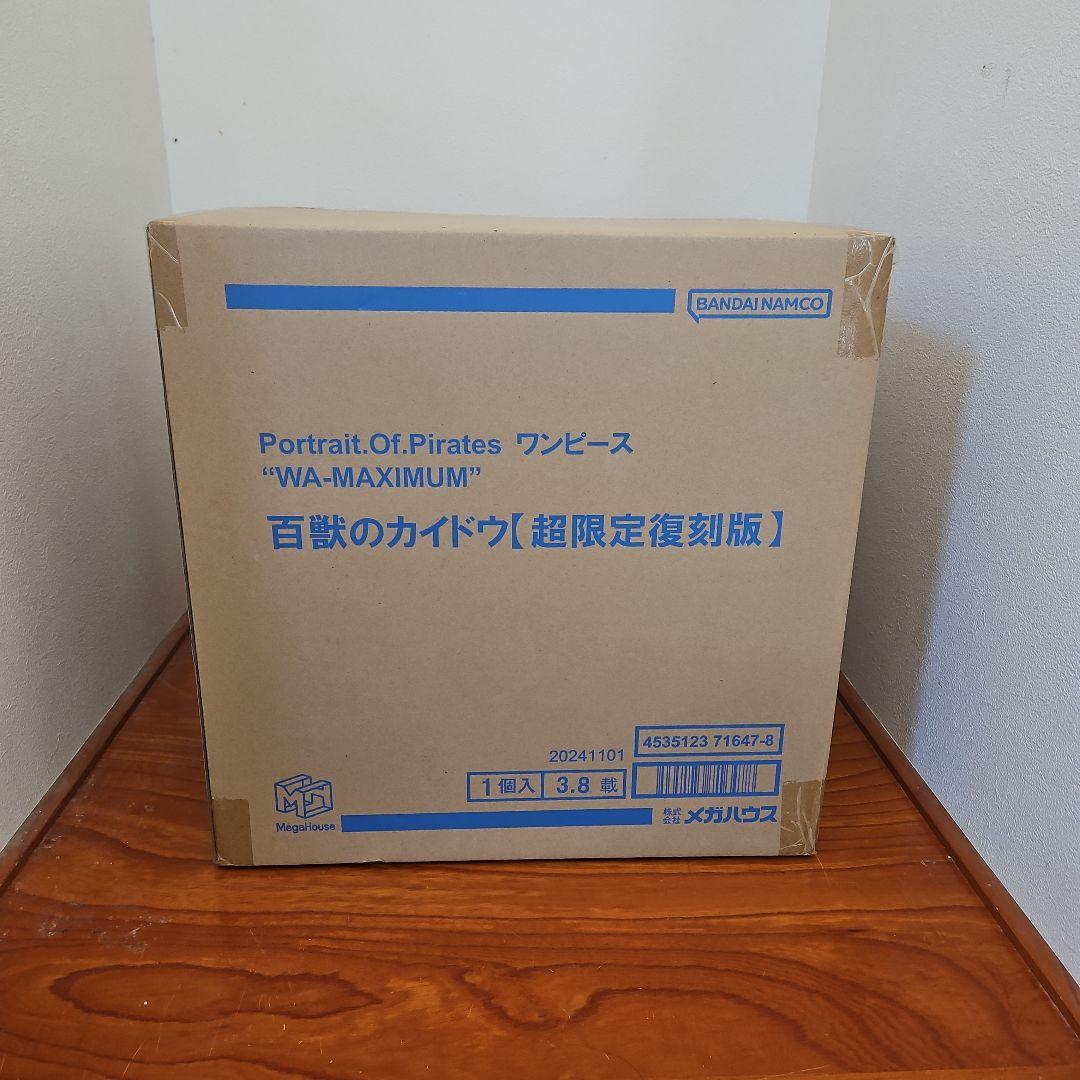 BANDAI NAMCO
Portrait.Of.Pirates ワンピース
“WA-MAXIMUM”
百獣のカイドウ【超限定復刻版】
4535123 71647-8
20241101
1個入 3.8 載
MegaHouse
株式会社 メガハウス